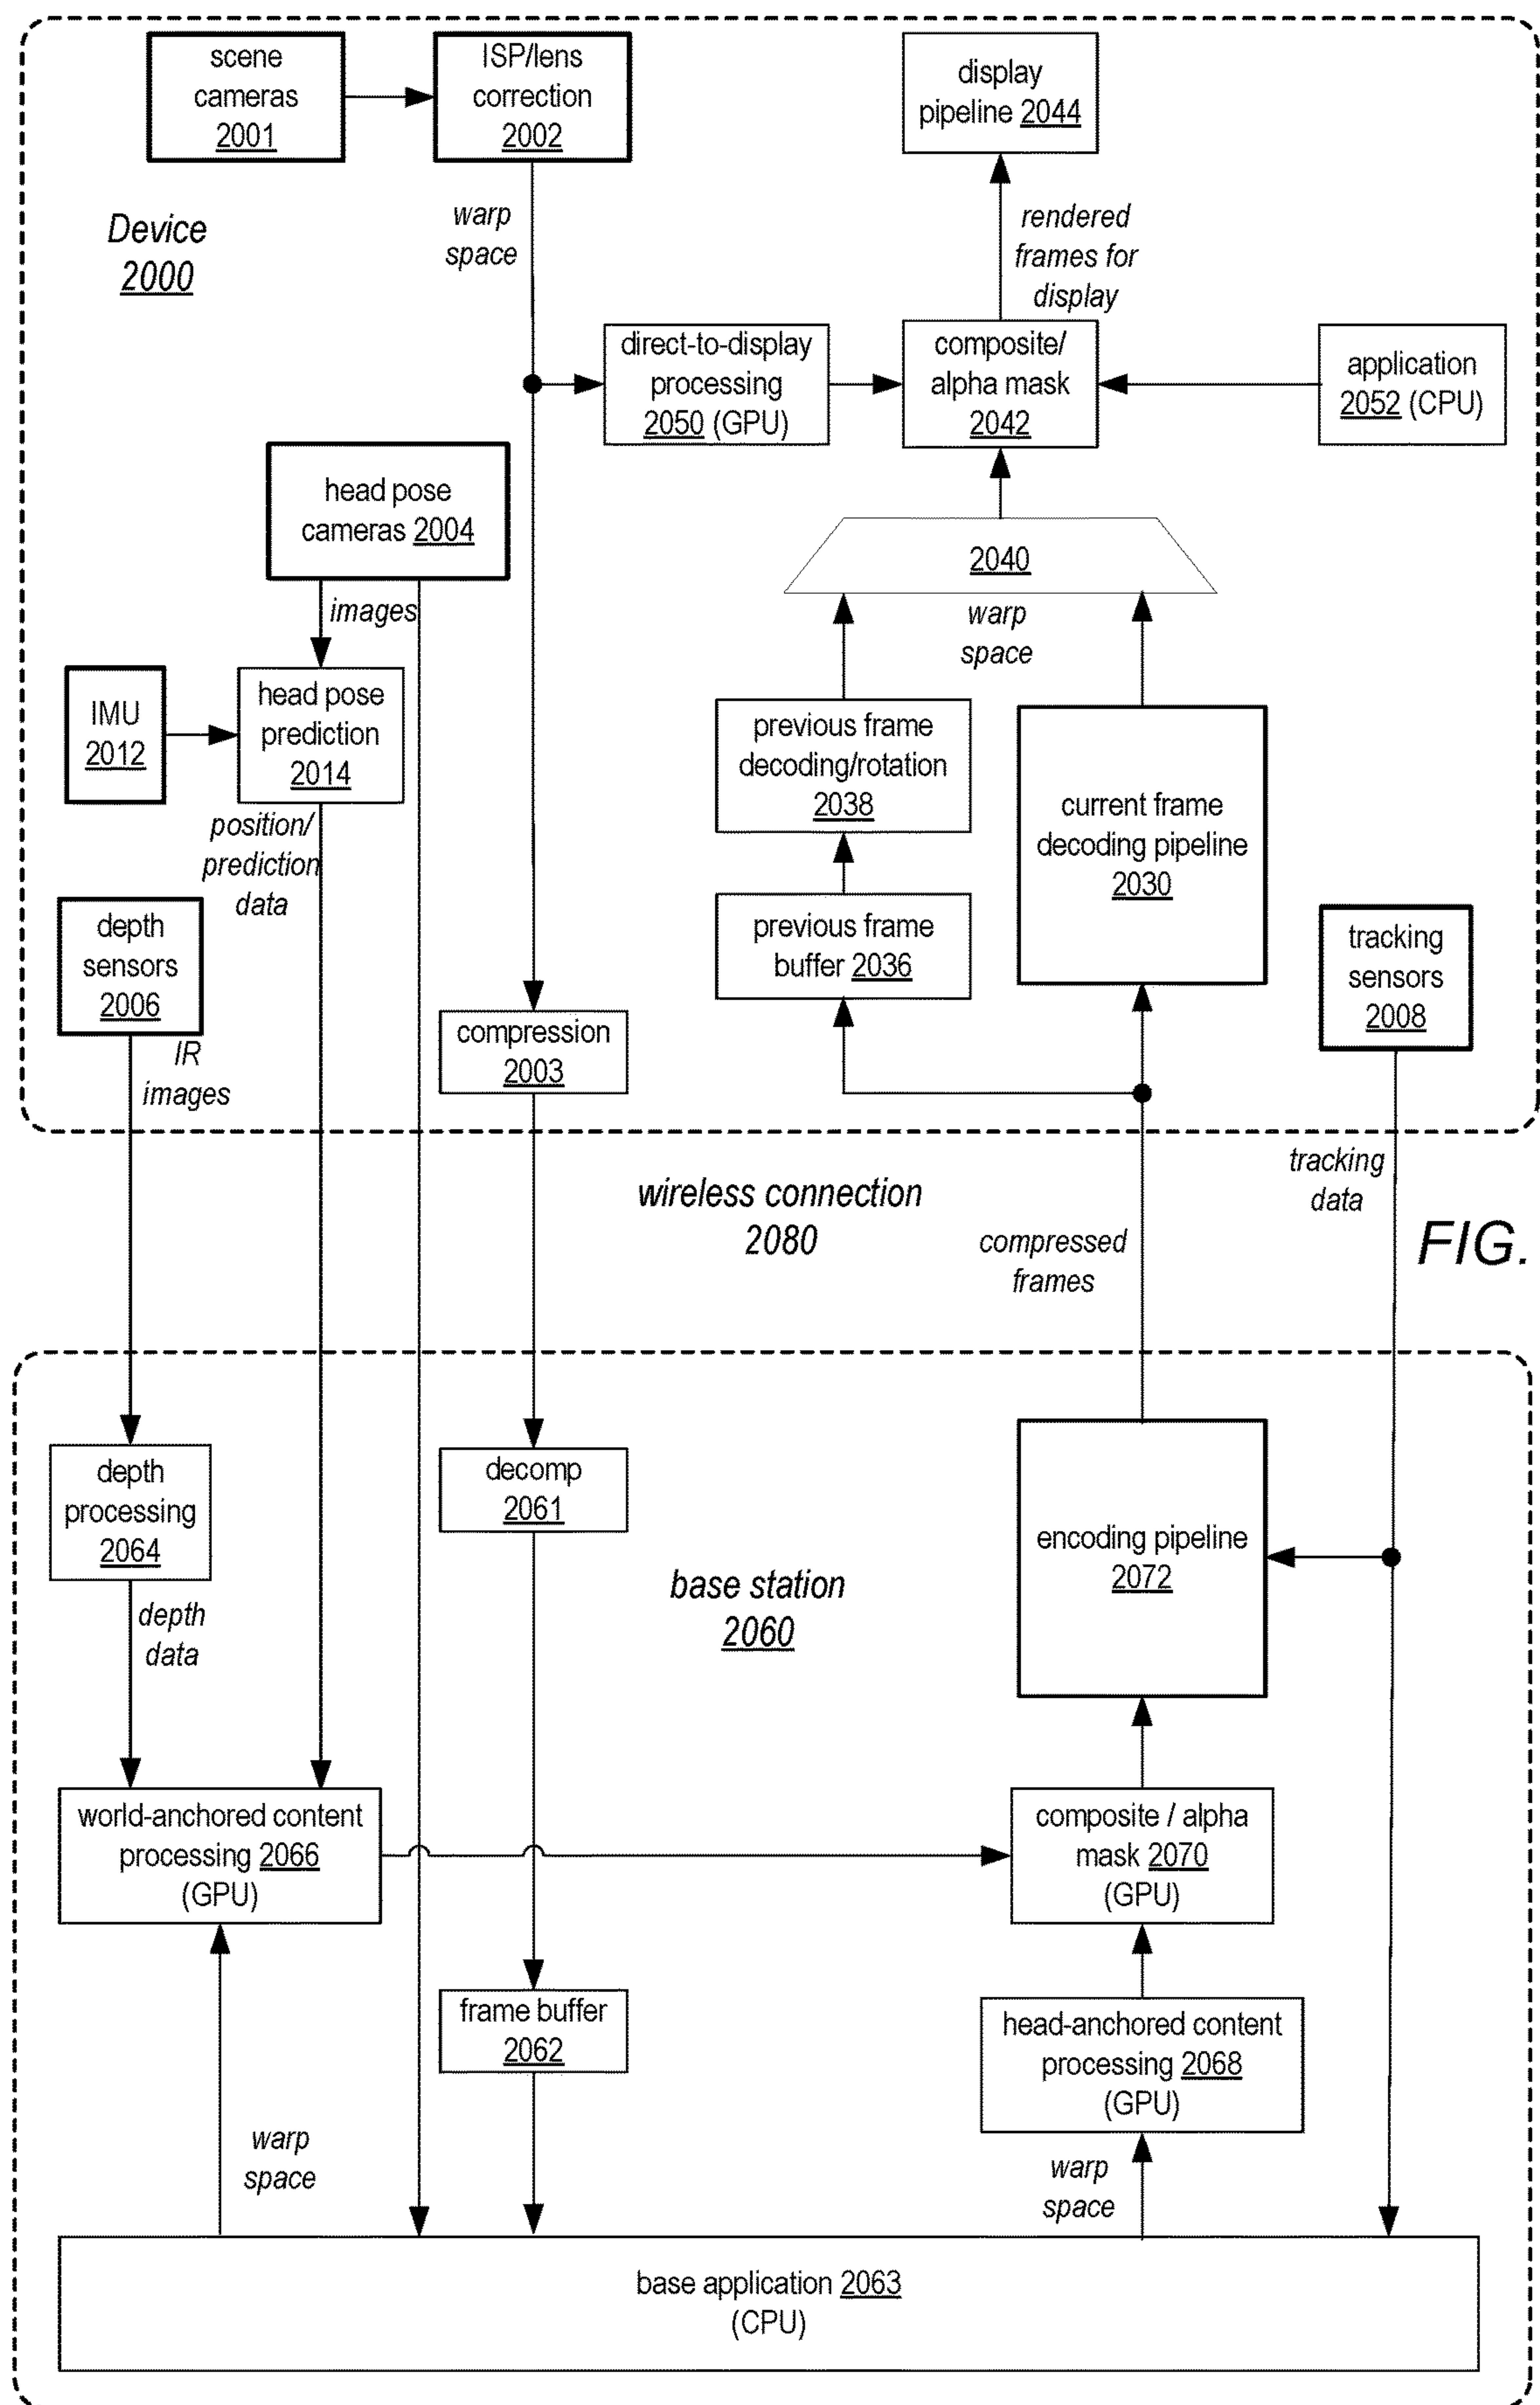 scene
cameras
2001
ISP/lens
correction
2002
display
pipeline 2044
Device
2000
warp
space
rendered
frames for
display
direct-to-display
processing
2050 (GPU)
composite/
alpha mask
2042
application
2052 (CPU)
head pose
cameras 2004
2040
images
warp
space
IMU
2012
head pose
prediction
2014
previous frame
decoding/rotation
2038
current frame
decoding pipeline
2030
position/
prediction
data
depth
sensors
2006
previous frame
buffer 2036
tracking
sensors
2008
IR
images
compression
2003
wireless connection
2080
tracking
data
compressed
frames
FIG.
depth
processing
2064
decomp
2061
encoding pipeline
2072
base station
2060
depth
data
world-anchored content
processing 2066
(GPU)
composite / alpha
mask 2070
(GPU)
frame buffer
2062
head-anchored content
processing 2068
(GPU)
warp
space
warp
space
base application 2063
(CPU)